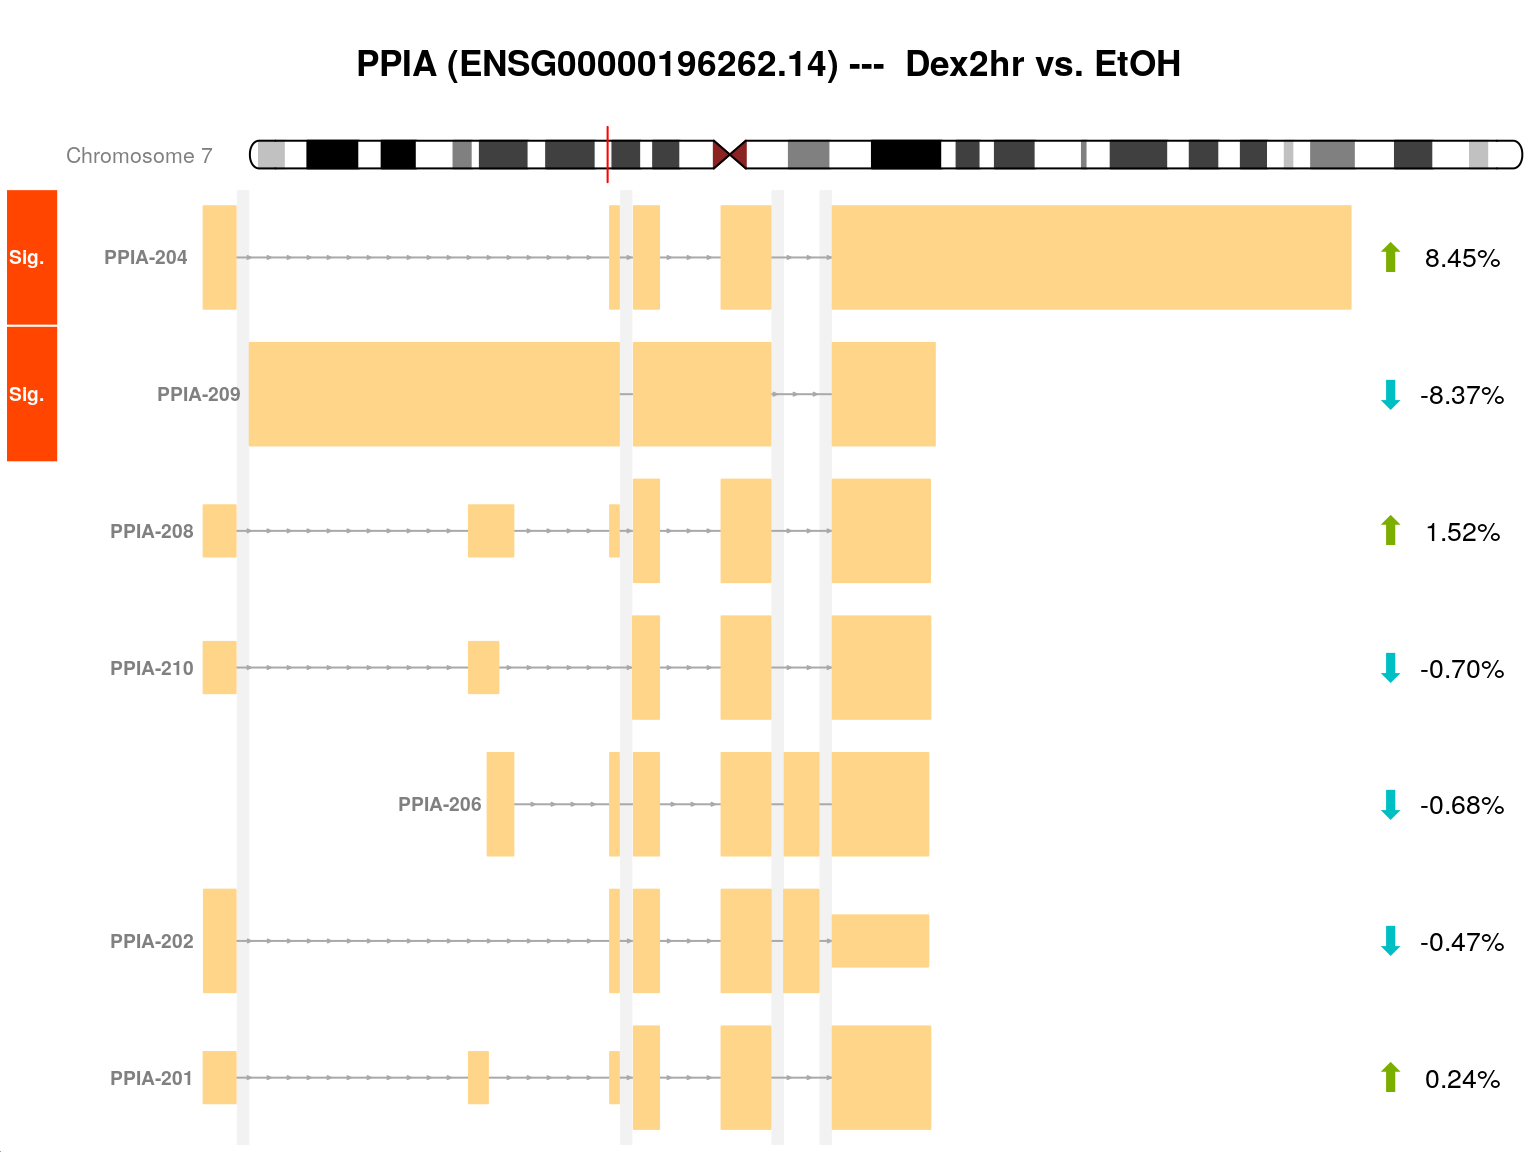 PPIA (ENSG00000196262.14) --- Dex2hr vs. EtOH
Chromosome 7
Sig. PPIA-204 8.45%
Sig. PPIA-209 -8.37%
PPIA-208 1.52%
PPIA-210 -0.70%
PPIA-206 -0.68%
PPIA-202 -0.47%
PPIA-201 0.24%